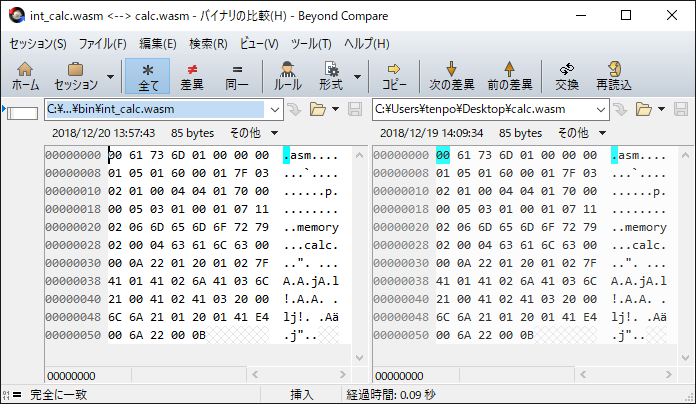 int_calc.wasm <--> calc.wasm - バイナリの比較(H) - Beyond Compare
セッション(S) ファイル(F) 編集(E) 検索(R) ビュー(V) ツール(T) ヘルプ(H)
ホーム セッション 全て 差異 同一 ルール 形式 コピー 次の差異 前の差異 交換 再読込
C:¥...¥bin¥int_calc.wasm C:¥Users¥tenpo¥Desktop¥calc.wasm
2018/12/20 13:57:43 85 bytes その他 2018/12/19 14:09:34 85 bytes その他
00000000 00 61 73 6D 01 00 00 00 .asm.... 00000000 00 61 73 6D 01 00 00 00 .asm....
00000008 01 05 01 60 00 01 7F 03 ...`.... 00000008 01 05 01 60 00 01 7F 03 ...`....
00000010 02 01 00 04 04 01 70 00 ......p. 00000010 02 01 00 04 04 01 70 00 ......p.
00000018 00 05 03 01 00 01 07 11 ........ 00000018 00 05 03 01 00 01 07 11 ........
00000020 02 06 6D 65 6D 6F 72 79 ..memory 00000020 02 06 6D 65 6D 6F 72 79 ..memory
00000028 02 00 04 63 61 6C 63 00 ...calc. 00000028 02 00 04 63 61 6C 63 00 ...calc.
00000030 00 0A 22 01 20 01 02 7F ..". ... 00000030 00 0A 22 01 20 01 02 7F ..". ...
00000038 41 01 41 02 6A 41 03 6C A.A.jA.l 00000038 41 01 41 02 6A 41 03 6C A.A.jA.l
00000040 21 00 41 02 41 03 20 00 !.A.A. . 00000040 21 00 41 02 41 03 20 00 !.A.A. .
00000048 6C 6A 21 01 20 01 41 E4 lj!. .Aä 00000048 6C 6A 21 01 20 01 41 E4 lj!. .Aä
00000050 00 6A 22 00 0B .j".. 00000050 00 6A 22 00 0B .j"..
00000000 00000000
完全に一致 挿入 経過時間: 0.09 秒